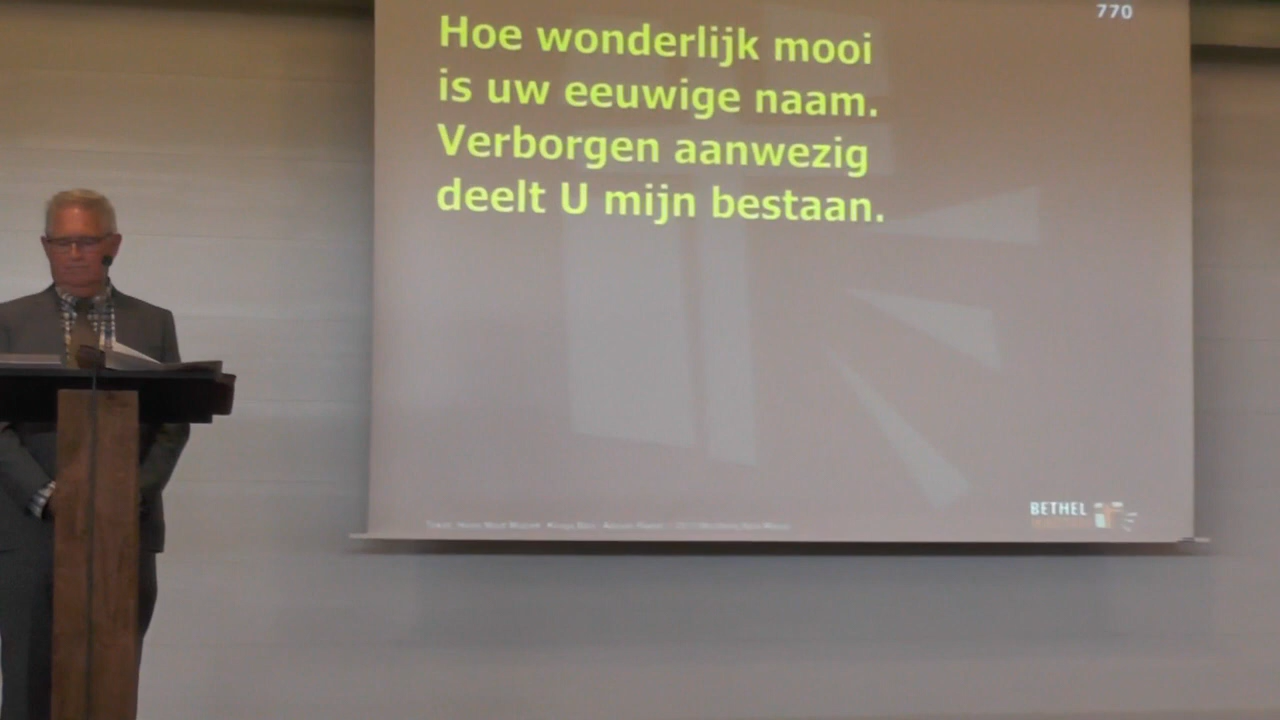 770
Hoe wonderlijk mooi
is uw eeuwige naam.
Verborgen aanwezig
deelt U mijn bestaan.
BETHEL